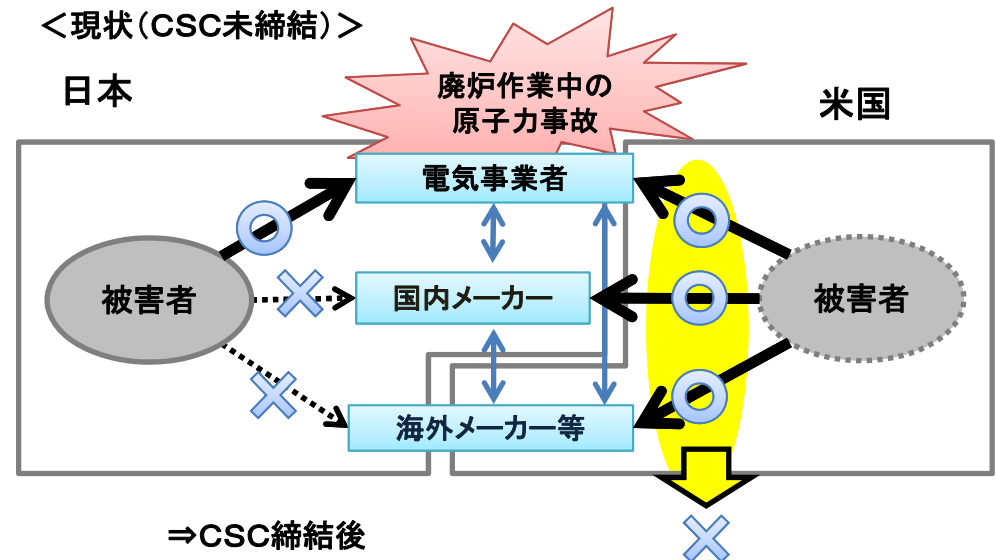 ＜現状（ＣＳＣ未締結）＞
日本
廃炉作業中の
原子力事故
米国
電気事業者
被害者
国内メーカー
被害者
海外メーカー等
⇒ＣＳＣ締結後